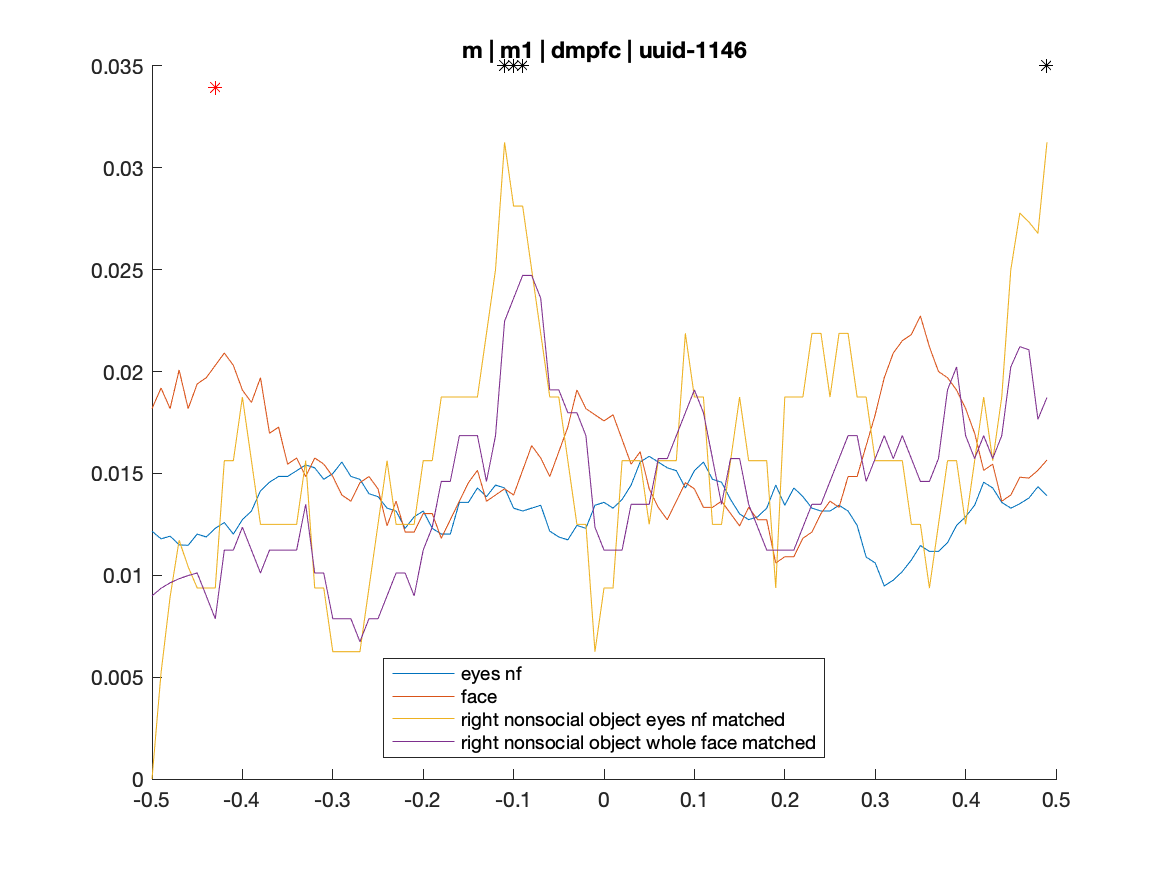 m | m1 | dmpfc | uuid-1146
0.035
0.03
0.025
0.02
0.015
0.01
0.005
0
eyes nf
face
right nonsocial object eyes nf matched
right nonsocial object whole face matched
-0.5 -0.4 -0.3 -0.2 -0.1 0 0.1 0.2 0.3 0.4 0.5